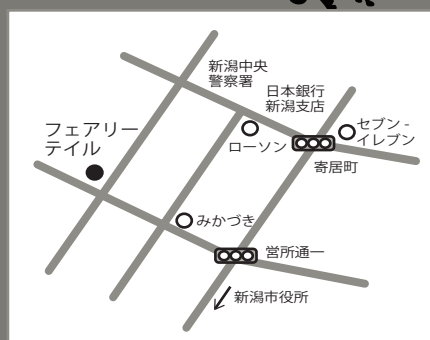 新潟中央
警察署
日本銀行
新潟支店
セブン-
イレブン
ローソン
寄居町
フェアリー
テイル
みかづき
営所通一
新潟市役所